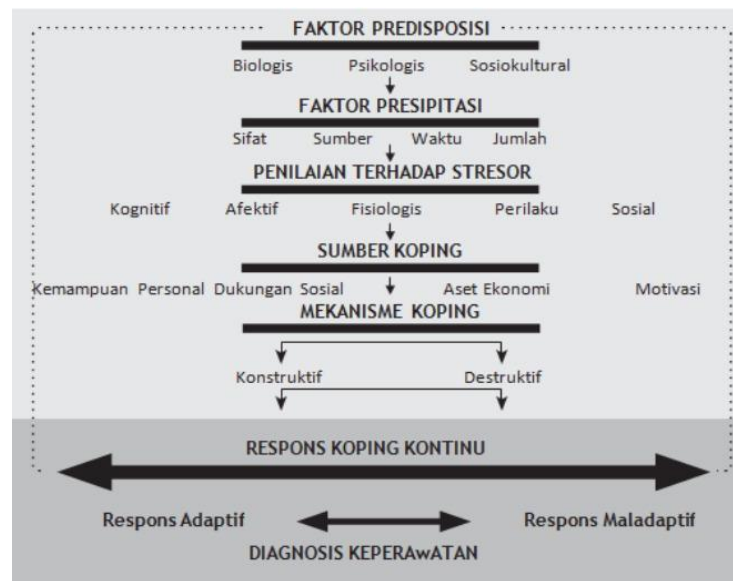 FAKTOR PREDISPOSISI
Biologis Psikologis Sosiokultural
FAKTOR PRESIPITASI
Sifat Sumber Waktu Jumlah
PENILAIAN TERHADAP STRESOR
Kognitif Afektif Fisiologis Perilaku Sosial
SUMBER KOPING
Kemampuan Personal Dukungan Sosial Aset Ekonomi Motivasi
MEKANISME KOPING
Konstruktif Destruktif
RESPONS KOPING KONTINU
Respons Adaptif Respons Maladaptif
DIAGNOSIS KEPERAwATAN